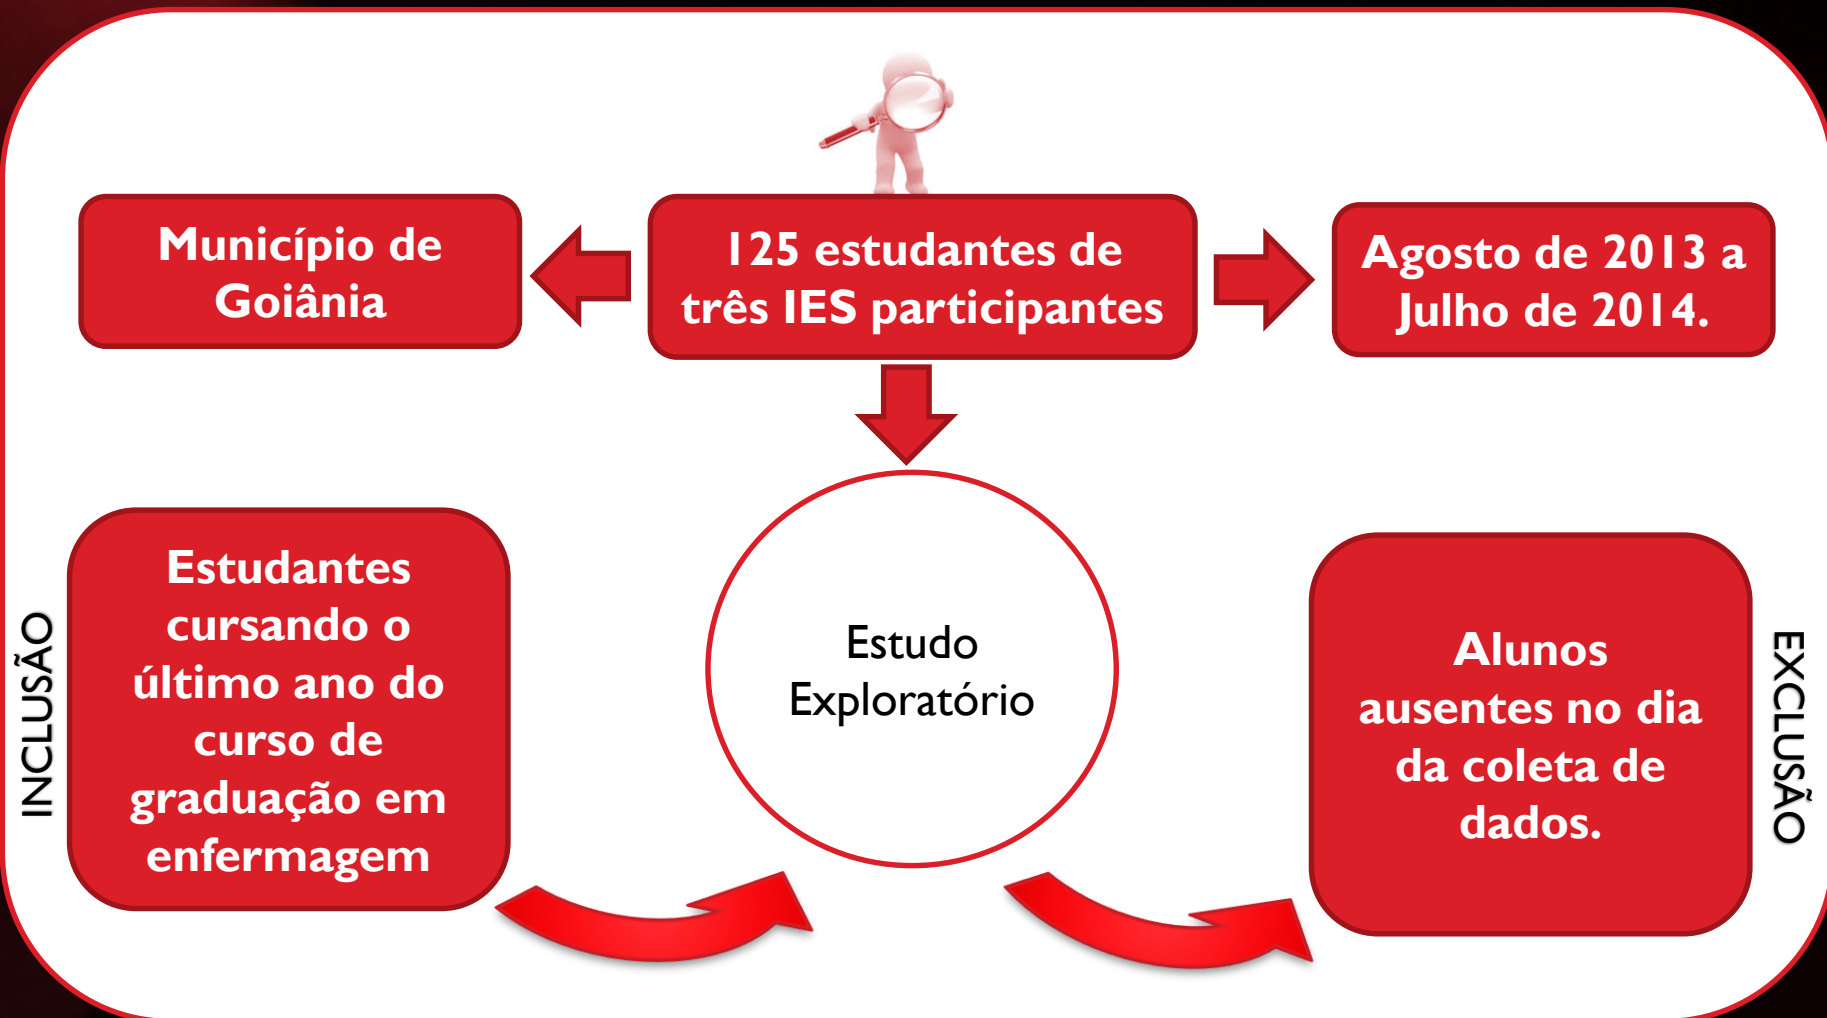 Município de
Goiânia
125 estudantes de
três IES participantes
Agosto de 2013 a
Julho de 2014.
INCLUSÃO
Estudantes
cursando o
último ano do
curso de
graduação em
enfermagem
Estudo
Exploratório
Alunos
ausentes no dia
da coleta de
dados.
EXCLUSÃO